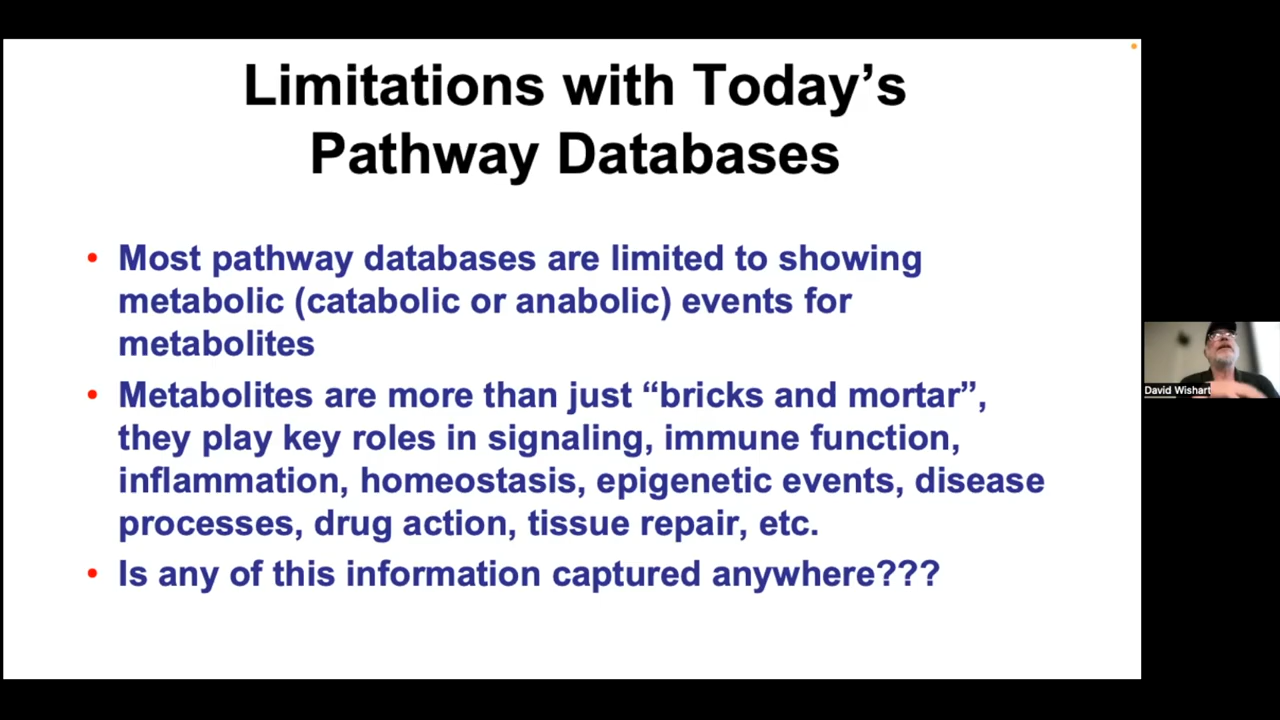 Limitations with Today’s
Pathway Databases
• Most pathway databases are limited to showing
metabolic (catabolic or anabolic) events for
metabolites
• Metabolites are more than just “bricks and mortar”,
they play key roles in signaling, immune function,
inflammation, homeostasis, epigenetic events, disease
processes, drug action, tissue repair, etc.
• Is any of this information captured anywhere???
David Wishart